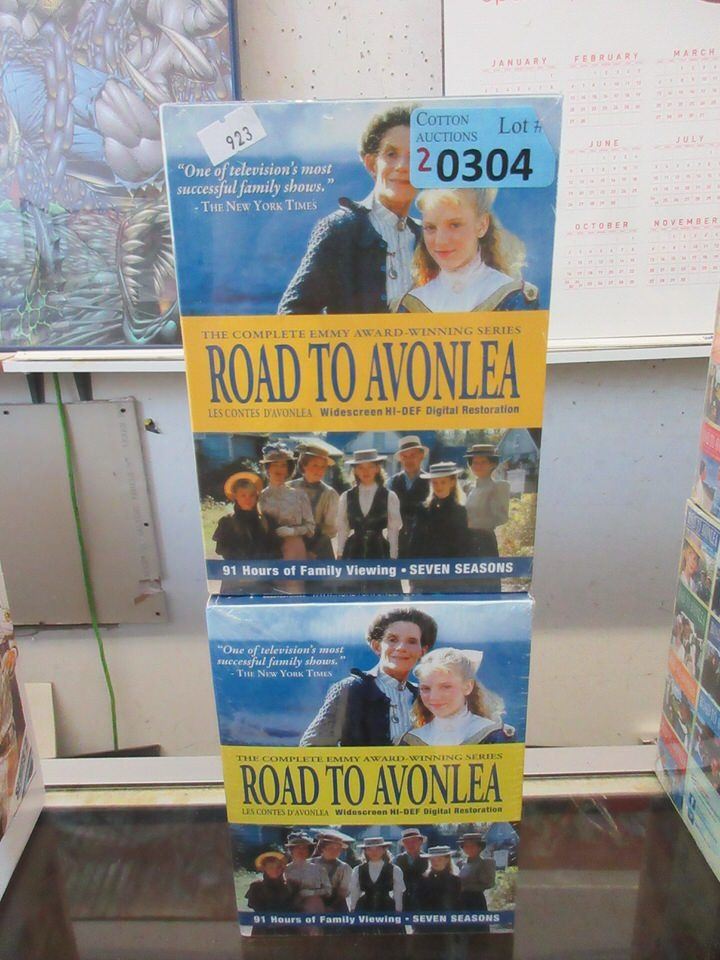 JANUARY FEBRUARY MARCH
JUNE JULY
OCTOBER NOVEMBER
923
COTTON
AUCTIONS
Lot #
20304
"One of television's most
successful family shows."
- THE NEW YORK TIMES
THE COMPLETE EMMY AWARD-WINNING SERIES
ROAD TO AVONLEA
LES CONTES D'AVONLEA Widescreen HI-DEF Digital Restoration
91 Hours of Family Viewing • SEVEN SEASONS
"One of television's most
successful family shows."
- THE NEW YORK TIMES
THE COMPLETE EMMY AWARD-WINNING SERIES
ROAD TO AVONLEA
LES CONTES D'AVONLEA Widescreen HI-DEF Digital Restoration
91 Hours of Family Viewing • SEVEN SEASONS